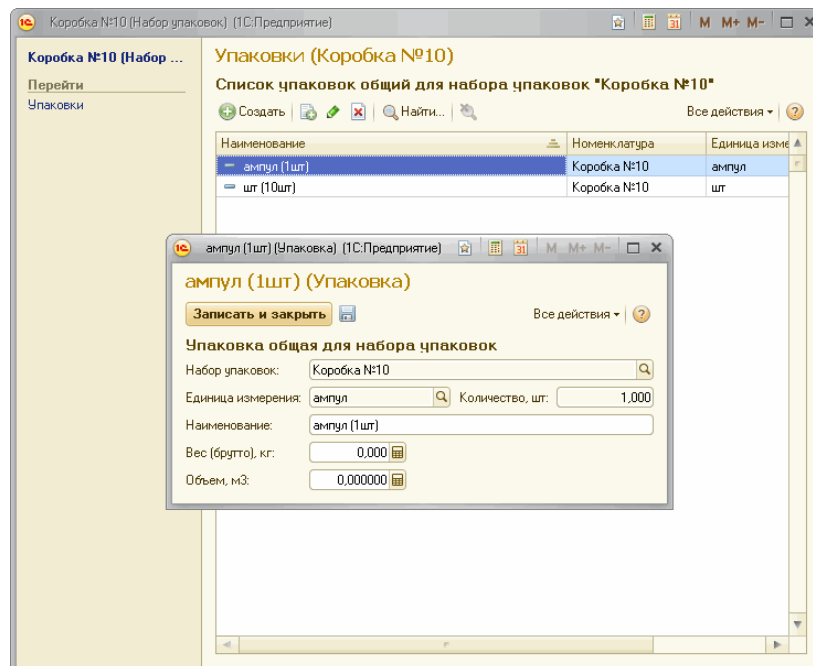 Коробка №10 (Набор упаковок) (1С:Предприятие)
M M+ M-
Коробка №10 (Набор ...
Перейти
Упаковки
Упаковки (Коробка №10)
Список упаковок общий для набора упаковок "Коробка №10"
Создать Найти... Все действия
Наименование Номенклатура Единица изме
ампул (1шт) Коробка №10 ампул
шт (10шт) Коробка №10 шт
ампул (1шт) (Упаковка) (1С:Предприятие) M M+ M-
ампул (1шт) (Упаковка)
Записать и закрыть Все действия
Упаковка общая для набора упаковок
Набор упаковок: Коробка №10
Единица измерения: ампул Количество, шт: 1,000
Наименование: ампул (1шт)
Вес (брутто), кг: 0,000
Объем, м3: 0,000000